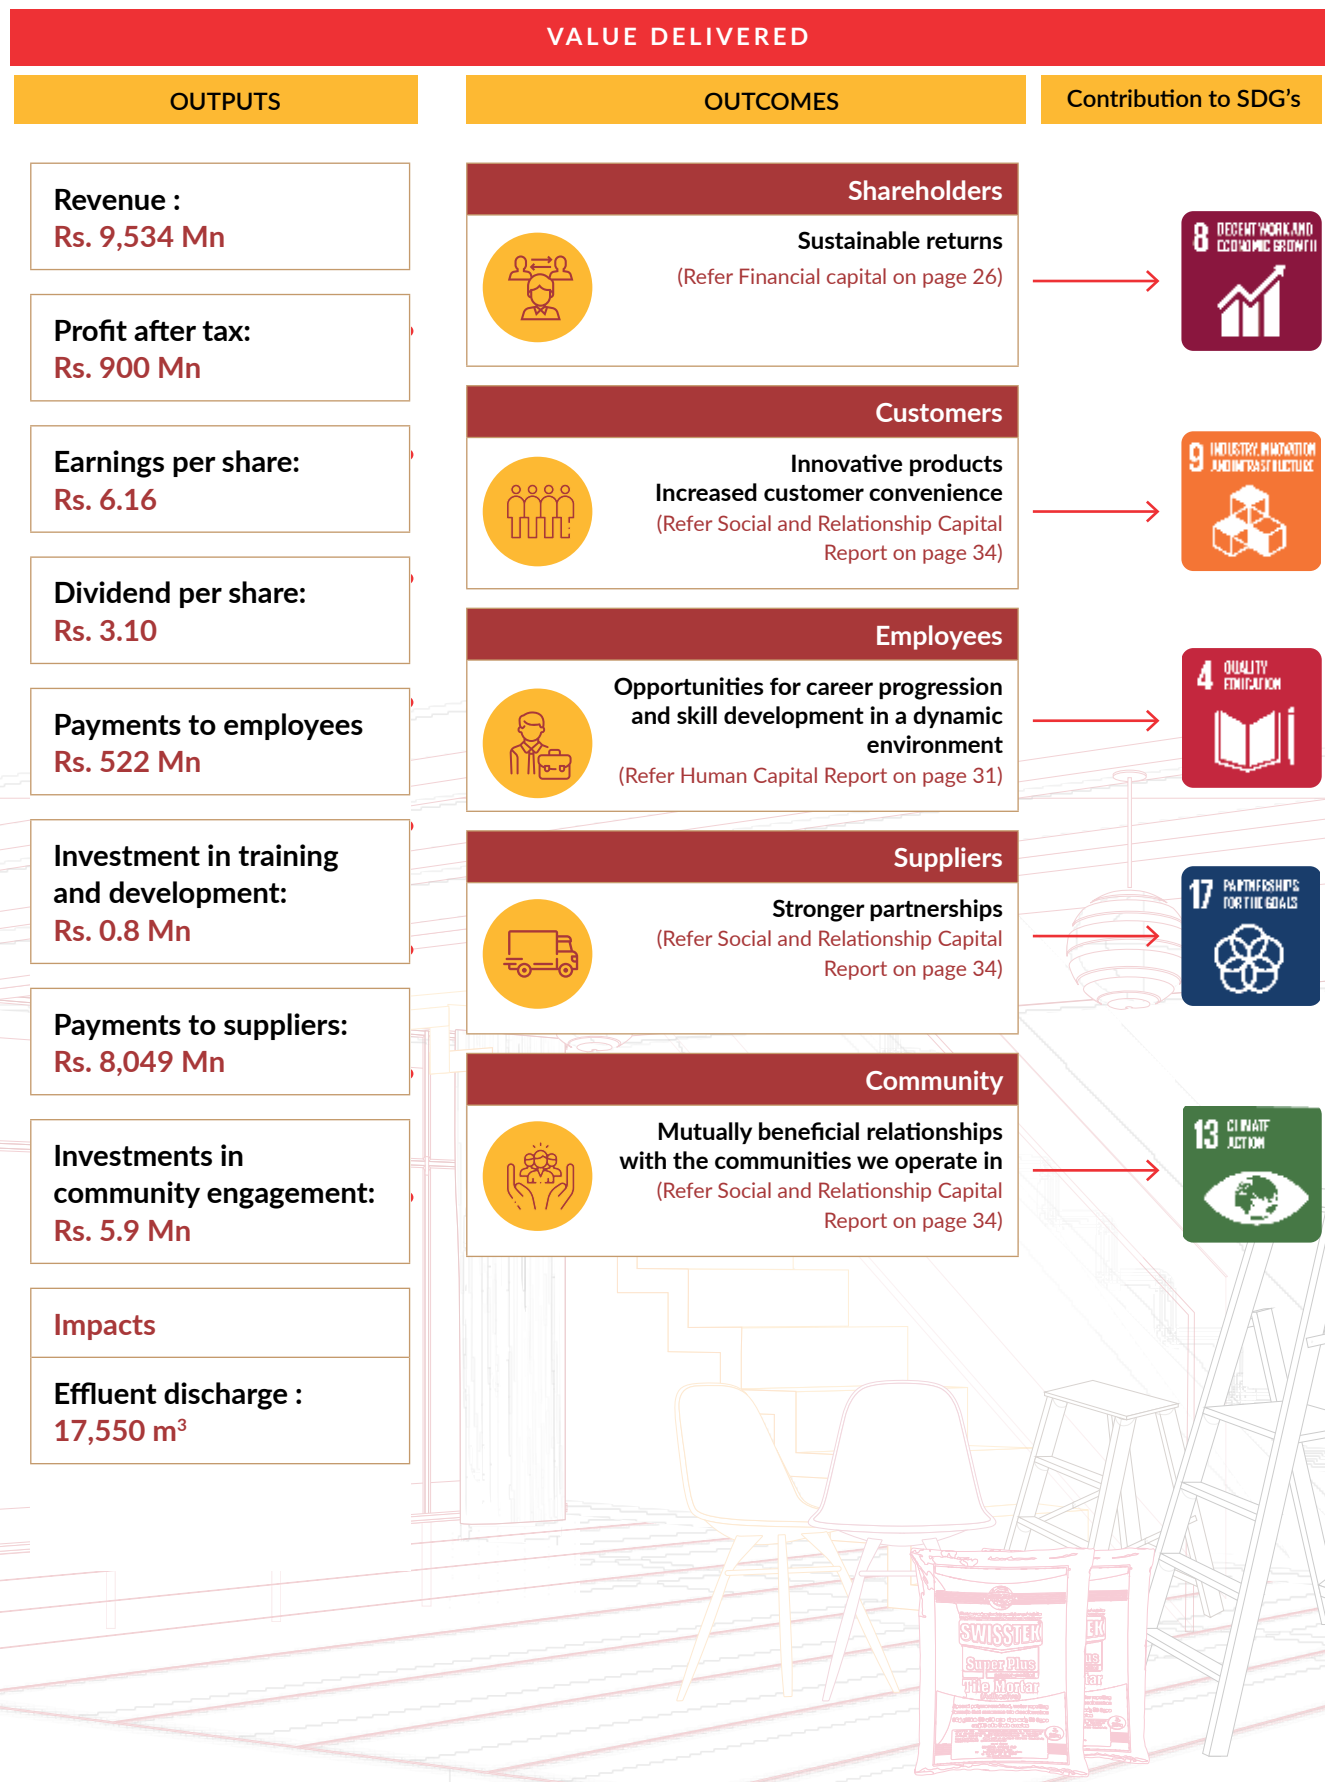 VALUE DELIVERED
OUTPUTS
Revenue :
Rs. 9,534 Mn
Profit after tax:
Rs. 900 Mn
Earnings per share:
Rs. 6.16
Dividend per share:
Rs. 3.10
Payments to employees
Rs. 522 Mn
Investment in training
and development:
Rs. 0.8 Mn
Payments to suppliers:
Rs. 8,049 Mn
Investments in
community engagement:
Rs. 5.9 Mn
Impacts
Effluent discharge :
17,550 m³
OUTCOMES
Shareholders
Sustainable returns
(Refer Financial capital on page 26)
Customers
Innovative products
Increased customer convenience
(Refer Social and Relationship Capital
Report on page 34)
Employees
Opportunities for career progression
and skill development in a dynamic
environment
(Refer Human Capital Report on page 31)
Suppliers
Stronger partnerships
(Refer Social and Relationship Capital
Report on page 34)
Community
Mutually beneficial relationships
with the communities we operate in
(Refer Social and Relationship Capital
Report on page 34)
Contribution to SDG's
8 DECENT WORK AND
ECONOMIC GROWTH
9 INDUSTRY, INNOVATION
AND INFRASTRUCTURE
4 QUALITY
EDUCATION
17 PARTNERSHIPS
FOR THE GOALS
13 CLIMATE
ACTION
SWISSTEK
Super Plus
Tile Mortar